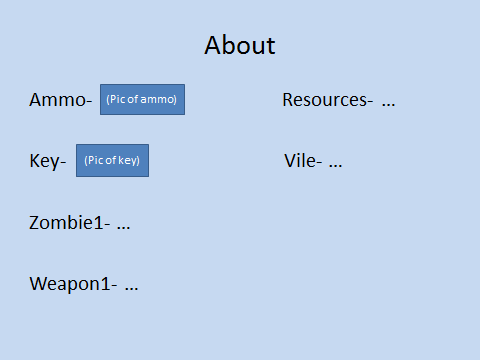 About
Ammo- (Pic of ammo)
Key- (Pic of key)
Zombie1- ...
Weapon1- ...
Resources- ...
Vile- ...